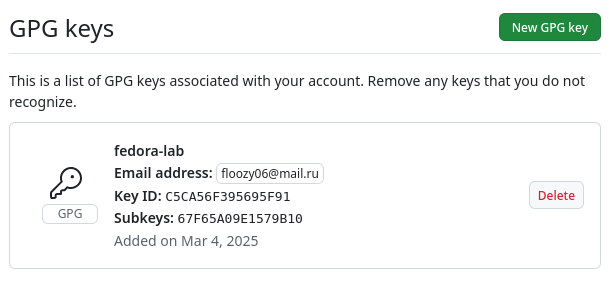 GPG keys
New GPG key
This is a list of GPG keys associated with your account. Remove any keys that you do not
recognize.
fedora-lab
Email address: floozy06@mail.ru
Key ID: C5CA56F395695F91
Subkeys: 67F65A09E1579B10
Added on Mar 4, 2025
GPG
Delete